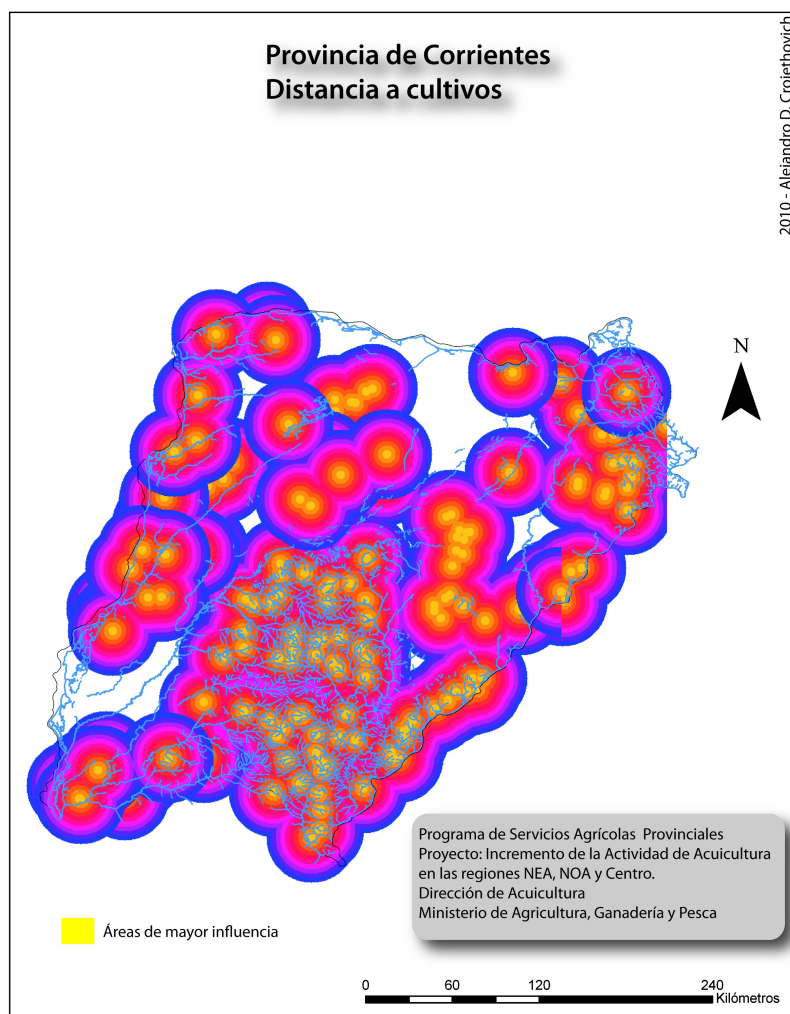 Provincia de Corrientes
Distancia a cultivos
2010 - Alejandro D. Crojethovich
N
Programa de Servicios Agrícolas Provinciales
Proyecto: Incremento de la Actividad de Acuicultura
en las regiones NEA, NOA y Centro.
Dirección de Acuicultura
Ministerio de Agricultura, Ganadería y Pesca
Áreas de mayor influencia
0 60 120 240
Kilómetros